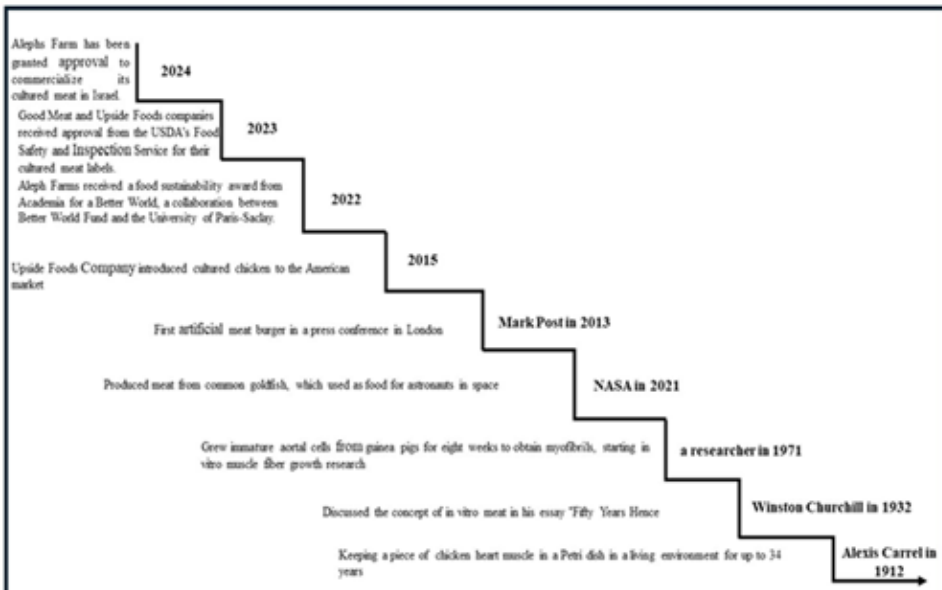 Alephs Farm has been
granted approval to
commercialize its
cultured meat in Israel.
2024
Good Meat and Upside Foods companies
received approval from the USDA's Food
Safety and Inspection Service for their
cultured meat labels.
2023
Aleph Farms received a food sustainability award from
Academia for a Better World, a collaboration between
Better World Fund and the University of Paris-Saclay.
2022
Upside Foods Company introduced cultured chicken to the American
market
2015
First artificial meat burger in a press conference in London
Mark Post in 2013
Produced meat from common goldfish, which used as food for astronauts in space
NASA in 2021
Grew immature aortal cells from guinea pigs for eight weeks to obtain myofibrils, starting in
vitro muscle fiber growth research
a researcher in 1971
Discussed the concept of in vitro meat in his essay "Fifty Years Hence
Winston Churchill in 1932
Keeping a piece of chicken heart muscle in a Petri dish in a living environment for up to 34
years
Alexis Carrel in
1912